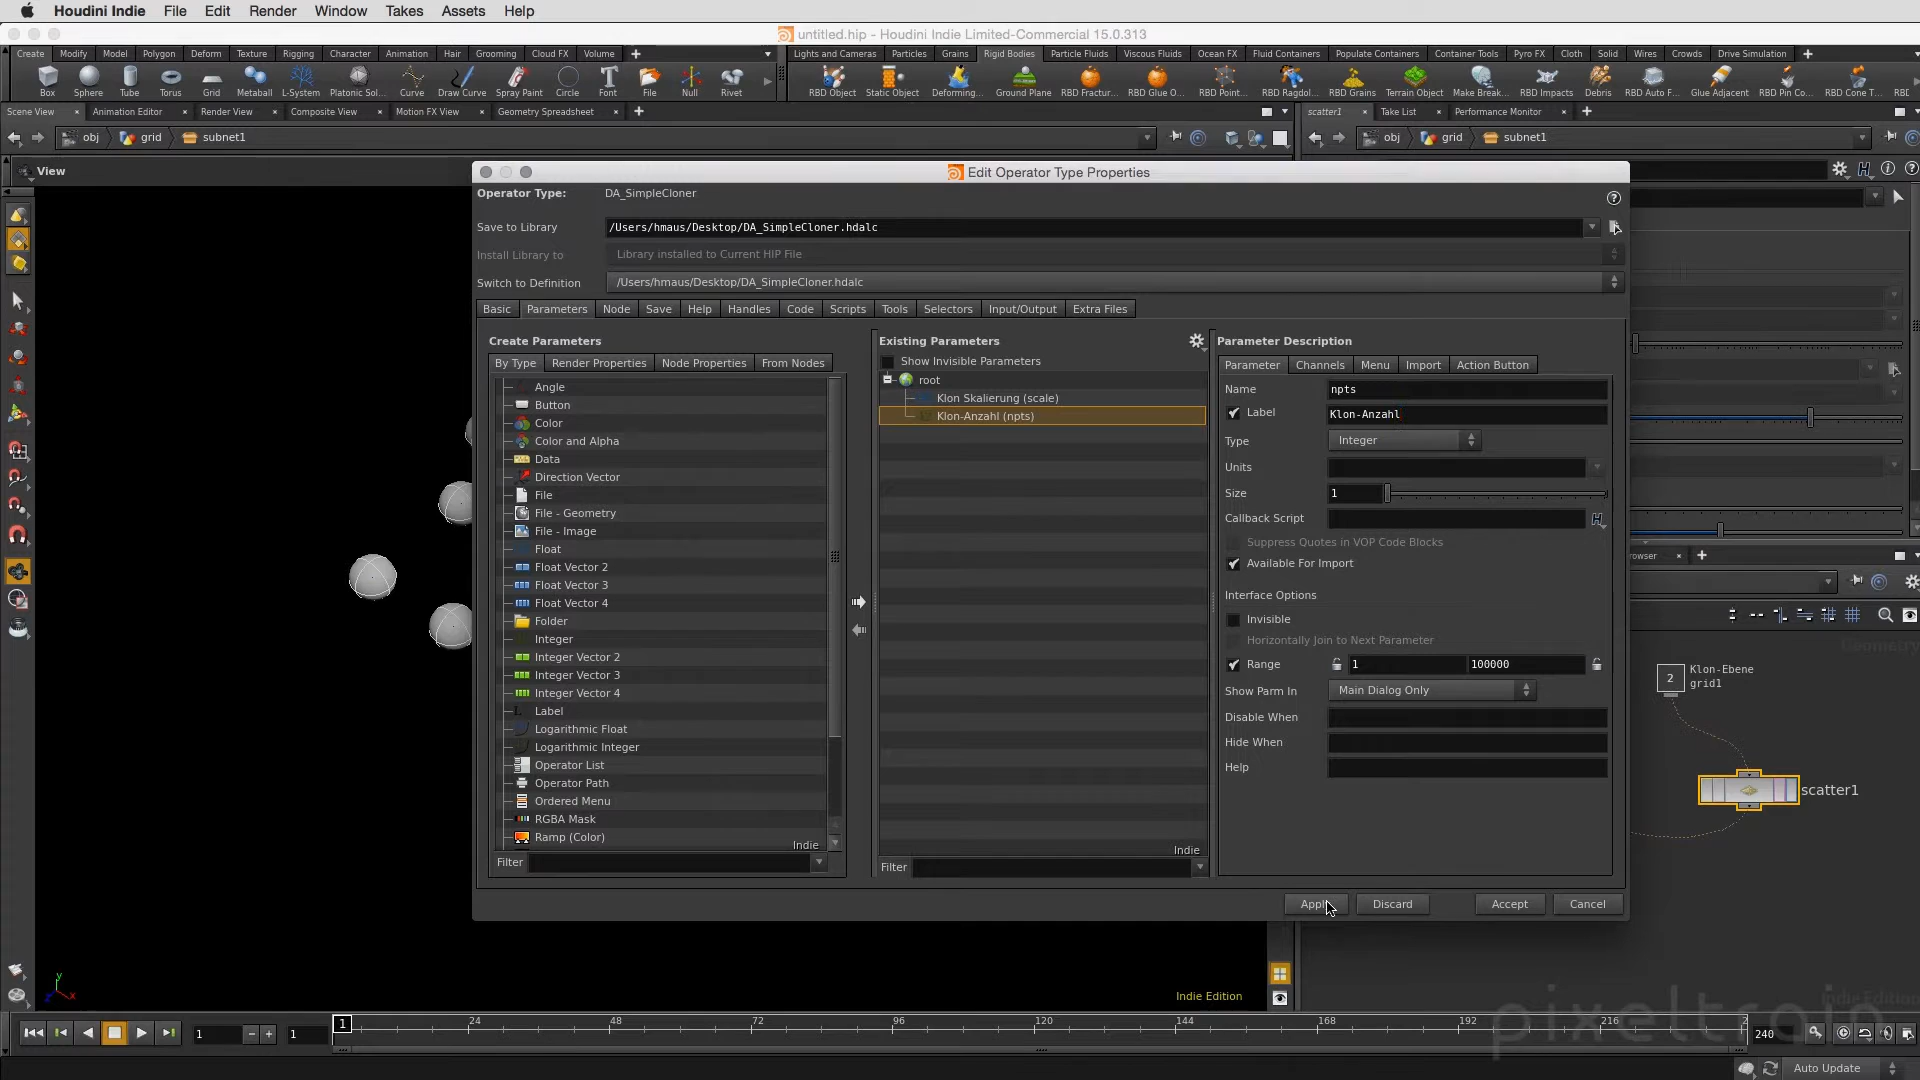 Houdini Indie File Edit Render Window Takes Assets Help
untitled.hip - Houdini Indie Limited-Commercial 15.0.313
Create Modify Model Polygon Deform Texture Rigging Character Animation Hair Grooming Cloud FX Volume
Lights and Cameras Particles Grains Rigid Bodies Particle Fluids Viscous Fluids Ocean FX Fluid Containers Populate Containers Container Tools Pyro FX Cloth Solid Wires Crowds Drive Simulation
Box Sphere Tube Torus Grid Metaball L-System Platonic Sol... Curve Draw Curve Spray Paint Circle Font File Null Rivet
RBD Object Static Object Deforming... Ground Plane RBD Fractur... RBD Glue O... RBD Point... RBD Ragdol... RBD Grains Terrain Object Make Break... RBD Impacts Debris RBD Auto F... Glue Adjacent RBD Pin Co... RBD Cone T...
Scene View Animation Editor Render View Composite View Motion FX View Geometry Spreadsheet
scatter1 Take List Performance Monitor
obj grid subnet1
obj grid subnet1
View
Edit Operator Type Properties
Operator Type: DA_SimpleCloner
Save to Library /Users/hmaus/Desktop/DA_SimpleCloner.hdalc
Install Library to Library installed to Current HIP File
Switch to Definition /Users/hmaus/Desktop/DA_SimpleCloner.hdalc
Basic Parameters Node Save Help Handles Code Scripts Tools Selectors Input/Output Extra Files
Create Parameters
By Type Render Properties Node Properties From Nodes
Angle
Button
Color
Color and Alpha
Data
Direction Vector
File
File - Geometry
File - Image
Float
Float Vector 2
Float Vector 3
Float Vector 4
Folder
Integer
Integer Vector 2
Integer Vector 3
Integer Vector 4
Label
Logarithmic Float
Logarithmic Integer
Operator List
Operator Path
Ordered Menu
RGBA Mask
Ramp (Color)
Indie
Filter
Existing Parameters
Show Invisible Parameters
root
Klon Skalierung (scale)
Klon-Anzahl (npts)
Indie
Filter
Parameter Description
Parameter Channels Menu Import Action Button
Name npts
Label Klon-Anzahl
Type Integer
Units
Size 1
Callback Script
Suppress Quotes in VOP Code Blocks
Available For Import
Interface Options
Invisible
Horizontally Join to Next Parameter
Range 1 100000
Show Parm In Main Dialog Only
Disable When
Hide When
Help
Discard Accept Cancel
2 Klon-Ebene
grid1
scatter1
Geometry
Indie Edition
Indie Edition
pixeltrain
1 1 1 24 48 72 96 120 144 168 192 216 2 240
Auto Update